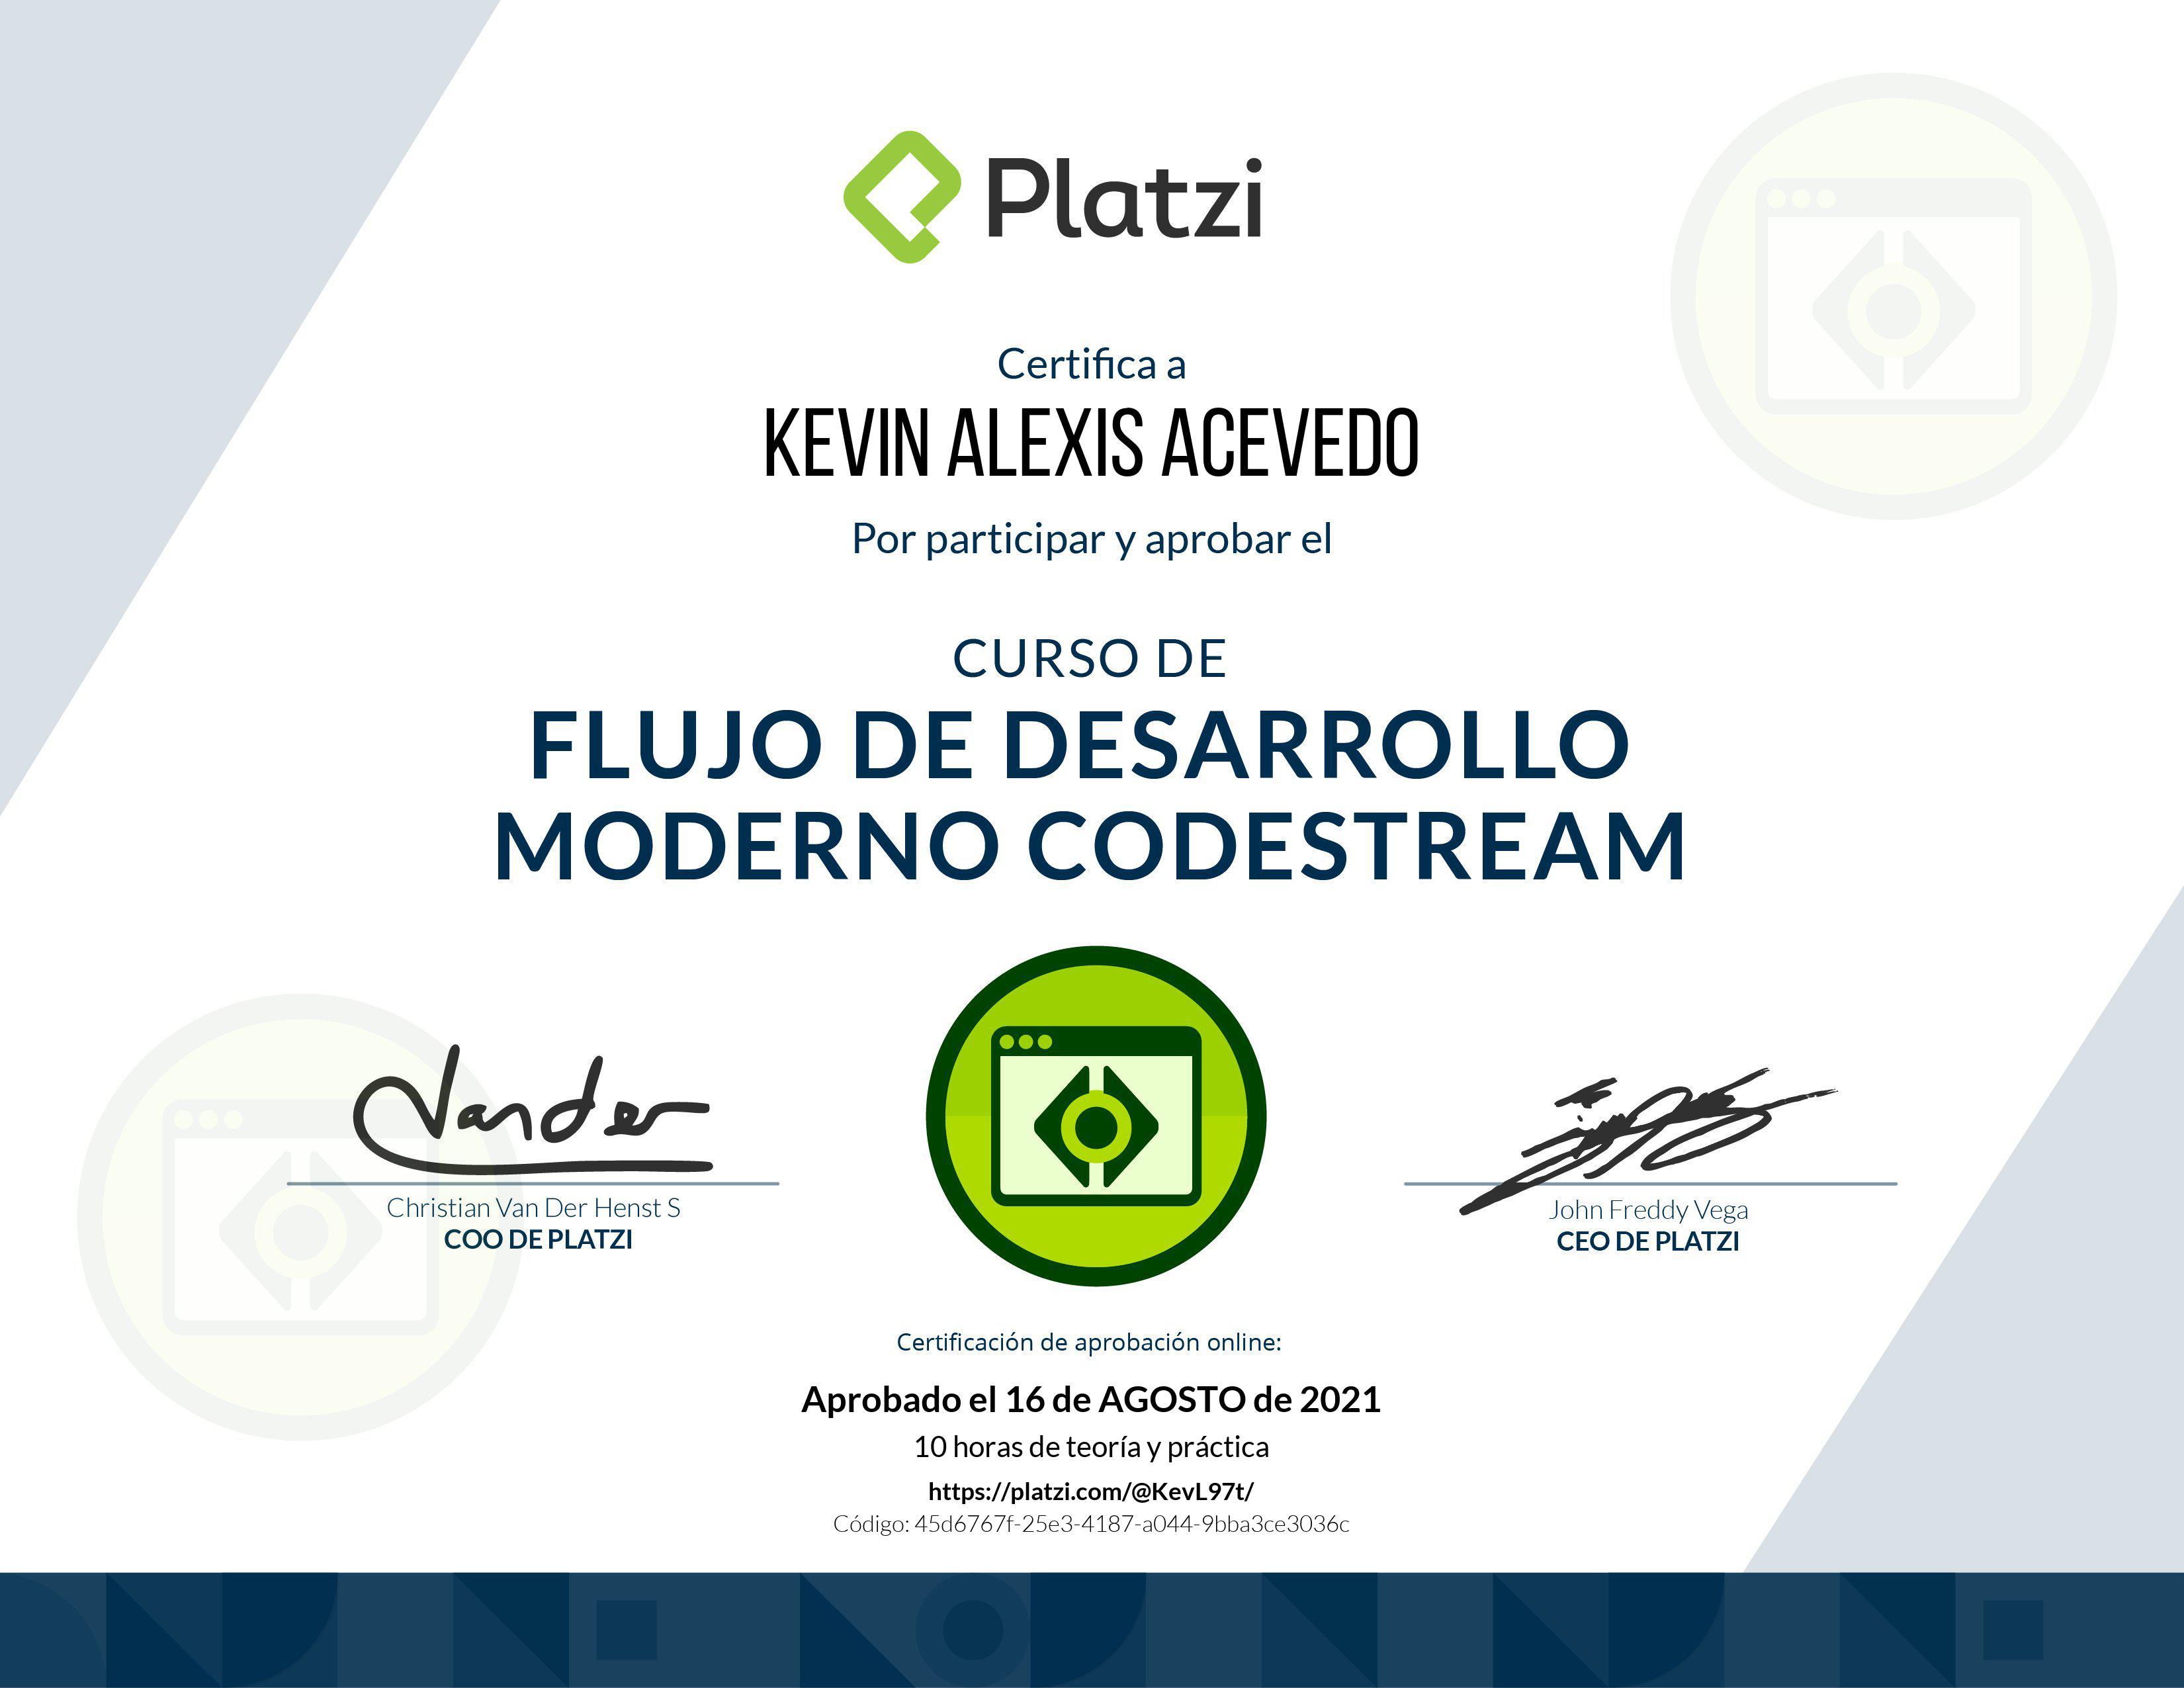 Platzi
Certifica a
KEVIN ALEXIS ACEVEDO
Por participar y aprobar el
CURSO DE
FLUJO DE DESARROLLO
MODERNO CODESTREAM
Vander
Christian Van Der Henst S
COO DE PLATZI
John Freddy Vega
CEO DE PLATZI
Certificación de aprobación online:
Aprobado el 16 de AGOSTO de 2021
10 horas de teoría y práctica
https://platzi.com/@KevL97t/
Código: 45d6767f-25e3-4187-a044-9bba3ce3036c